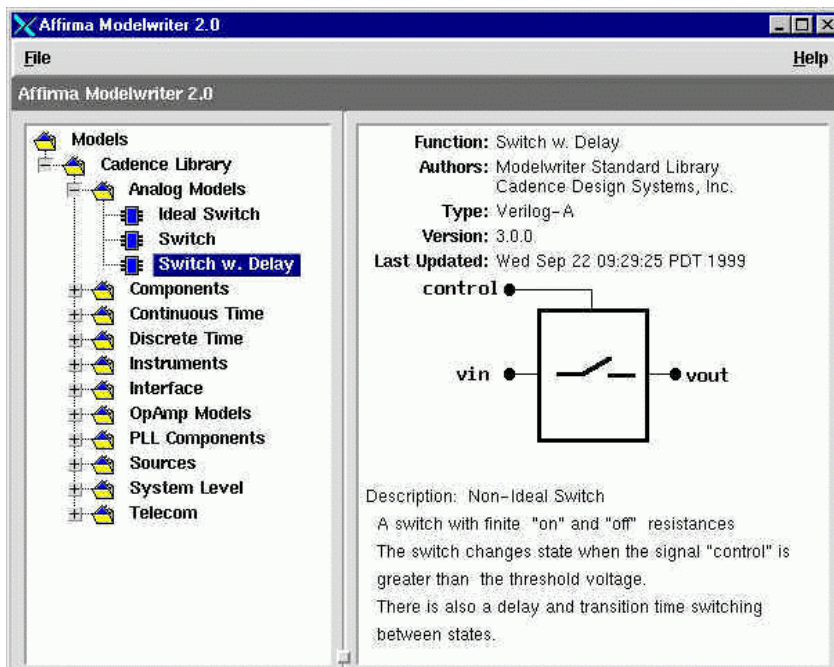 Affirma Modelwriter 2.0
File Help
Affirma Modelwriter 2.0
Models
Cadence Library
Analog Models
Ideal Switch
Switch
Switch w. Delay
Components
Continuous Time
Discrete Time
Instruments
Interface
OpAmp Models
PLL Components
Sources
System Level
Telecom
Function: Switch w. Delay
Authors: Modelwriter Standard Library
Cadence Design Systems, Inc.
Type: Verilog-A
Version: 3.0.0
Last Updated: Wed Sep 22 09:29:25 PDT 1999
control
vin
vout
Description: Non-Ideal Switch
A switch with finite "on" and "off" resistances
The switch changes state when the signal "control" is
greater than the threshold voltage.
There is also a delay and transition time switching
between states.